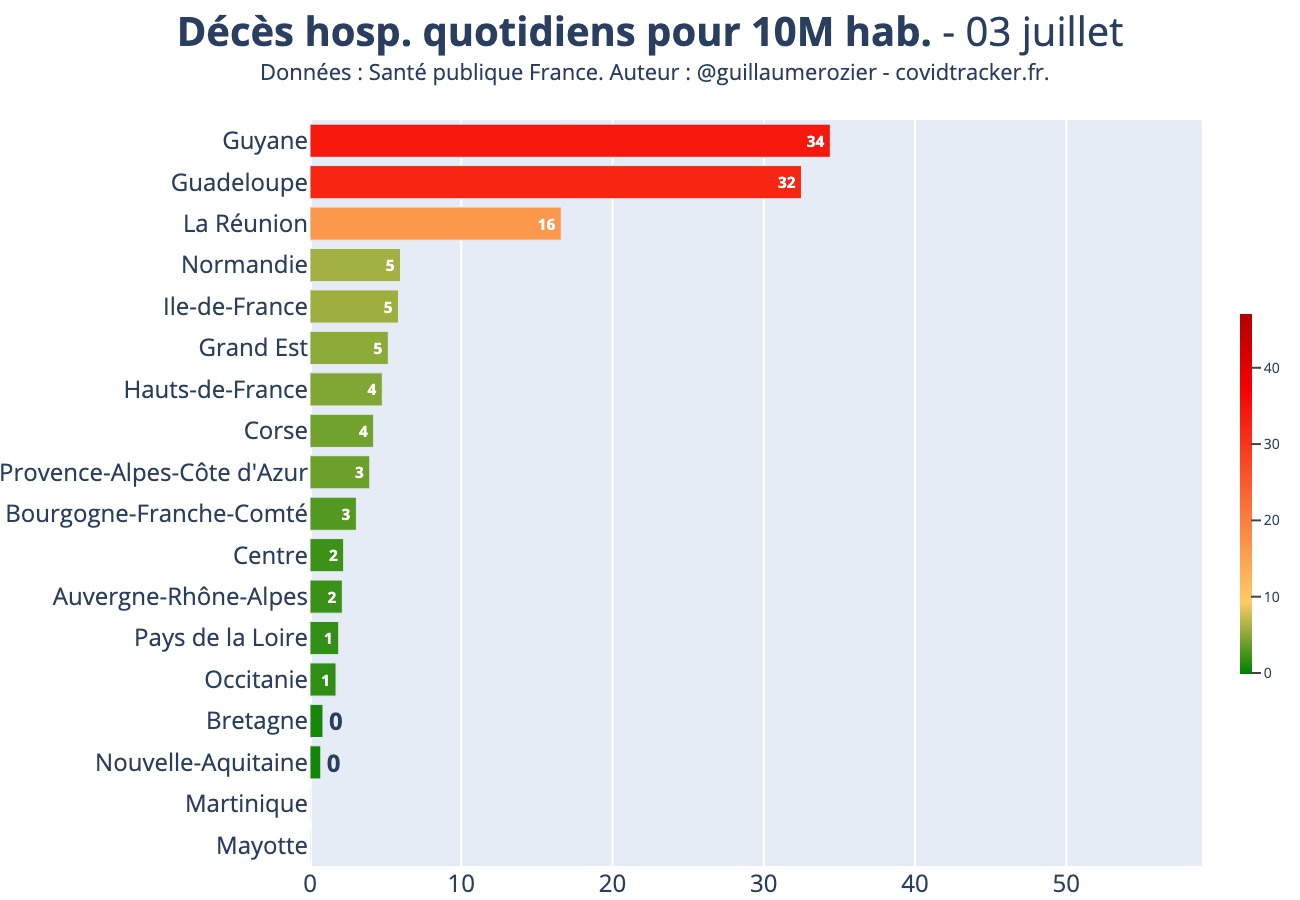 Décès hosp. quotidiens pour 10M hab. - 03 juillet
Données : Santé publique France. Auteur : @guillaumerozier - covidtracker.fr.
Guyane 34
Guadeloupe 32
La Réunion 16
Normandie 5
Ile-de-France 5
Grand Est 5
Hauts-de-France 4
Corse 4
Provence-Alpes-Côte d'Azur 3
Bourgogne-Franche-Comté 3
Centre 2
Auvergne-Rhône-Alpes 2
Pays de la Loire 1
Occitanie 1
Bretagne 0
Nouvelle-Aquitaine 0
Martinique
Mayotte
0 10 20 30 40 50
40
30
20
10
0